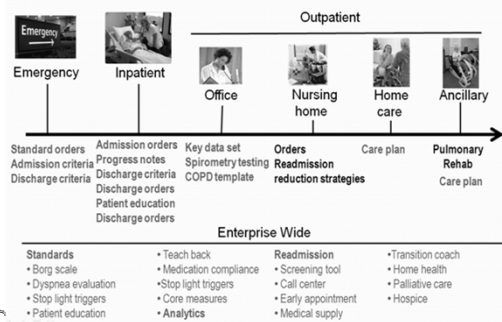 Outpatient
Emergency
Emergency
Inpatient
Office
Nursing
home
Home
care
Ancillary
Standard orders
Admission criteria
Discharge criteria
Admission orders
Progress notes
Discharge criteria
Discharge orders
Patient education
Discharge orders
Key data set
Spirometry testing
COPD template
Orders
Readmission
reduction strategies
Care plan
Pulmonary
Rehab
Care plan
Enterprise Wide
Standards
• Borg scale
• Dyspnea evaluation
• Stop light triggers
• Patient education
• Teach back
• Medication compliance
•Stop light triggers
• Core measures
• Analytics
Readmission
• Screening tool
• Call center
• Early appointment
• Medical supply
•Transition coach
• Home health
• Palliative care
• Hospice